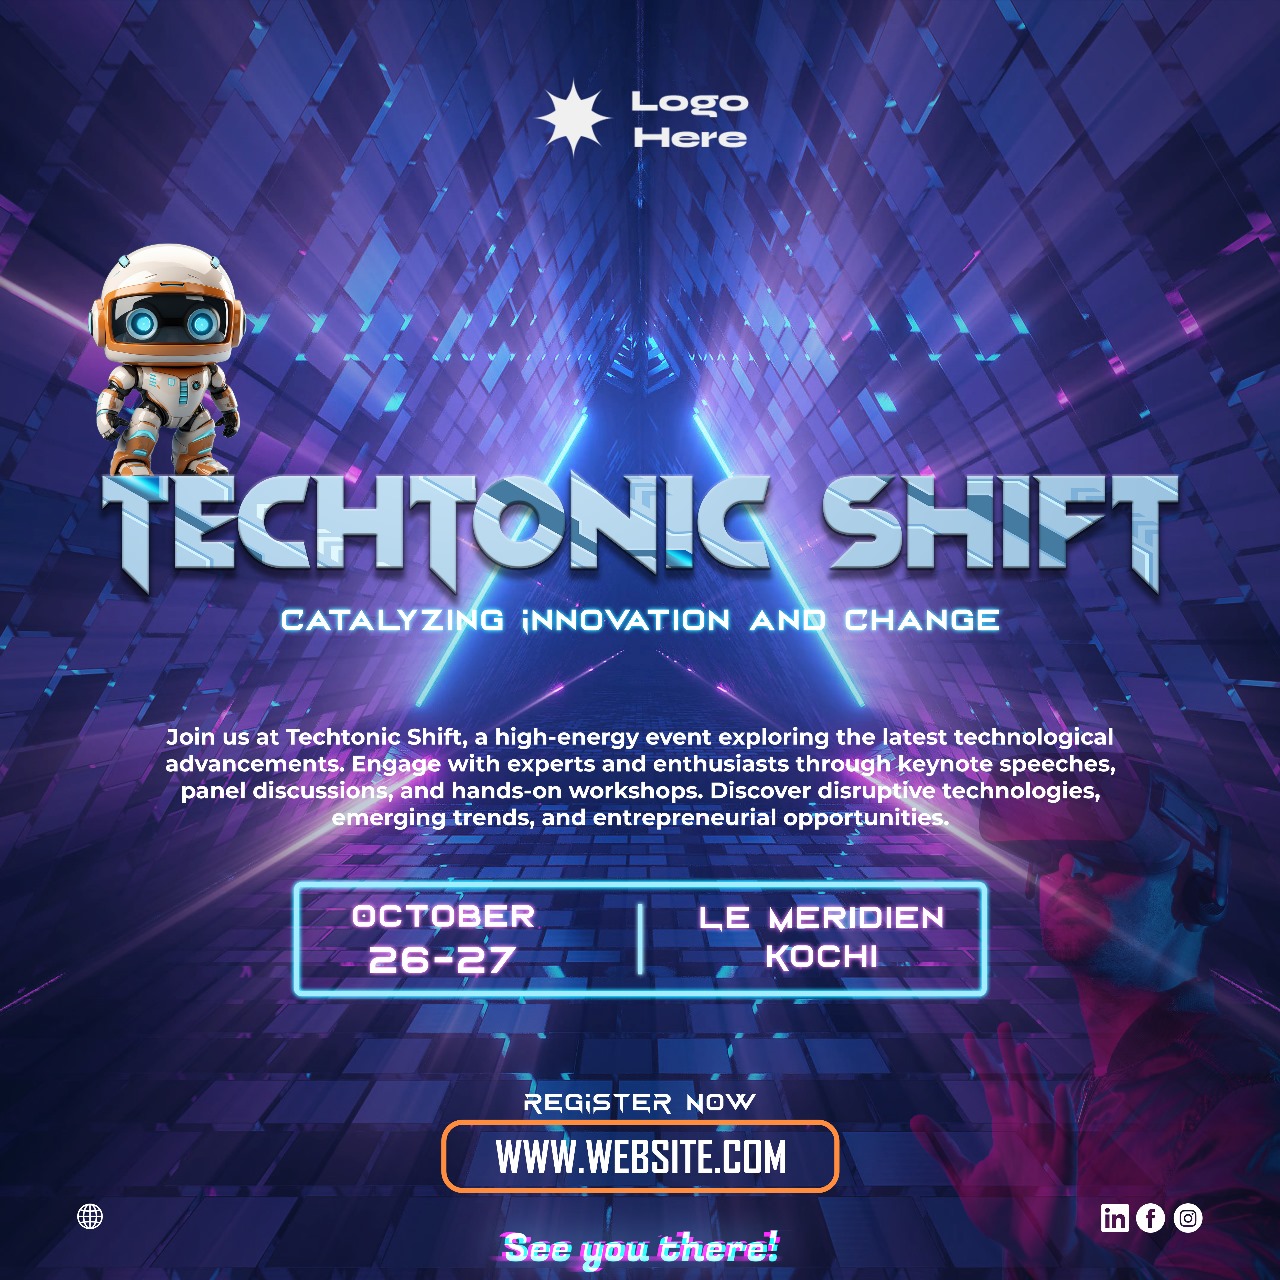 Logo
Here
TECHTONIC SHIFT
CATALYZING iNNOVATION AND CHANGE
Join us at Techtonic Shift, a high-energy event exploring the latest technological
advancements. Engage with experts and enthusiasts through keynote speeches,
panel discussions, and hands-on workshops. Discover disruptive technologies,
emerging trends, and entrepreneurial opportunities.
OCTOBER
26-27
LE MERIDIEN
KOCHI
REGiSTER NOW
WWW.WEBSITE.COM
in f
See you there!